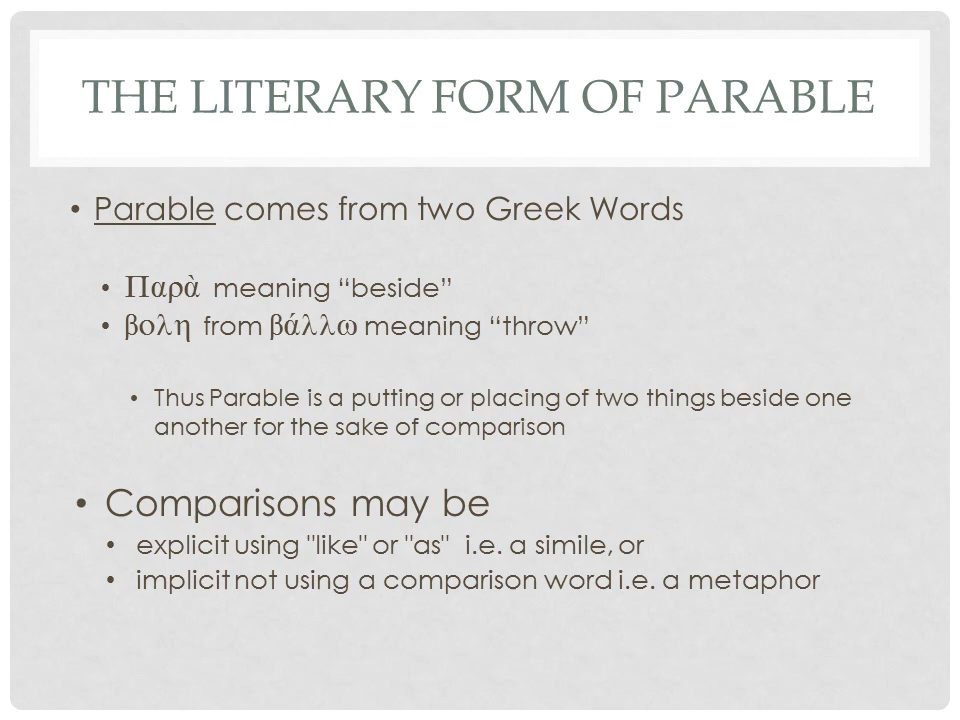 THE LITERARY FORM OF PARABLE
• Parable comes from two Greek Words
• Παρὰ meaning “beside”
• βολη from βάλλω meaning “throw”
• Thus Parable is a putting or placing of two things beside one
another for the sake of comparison
• Comparisons may be
• explicit using "like" or "as" i.e. a simile, or
• implicit not using a comparison word i.e. a metaphor